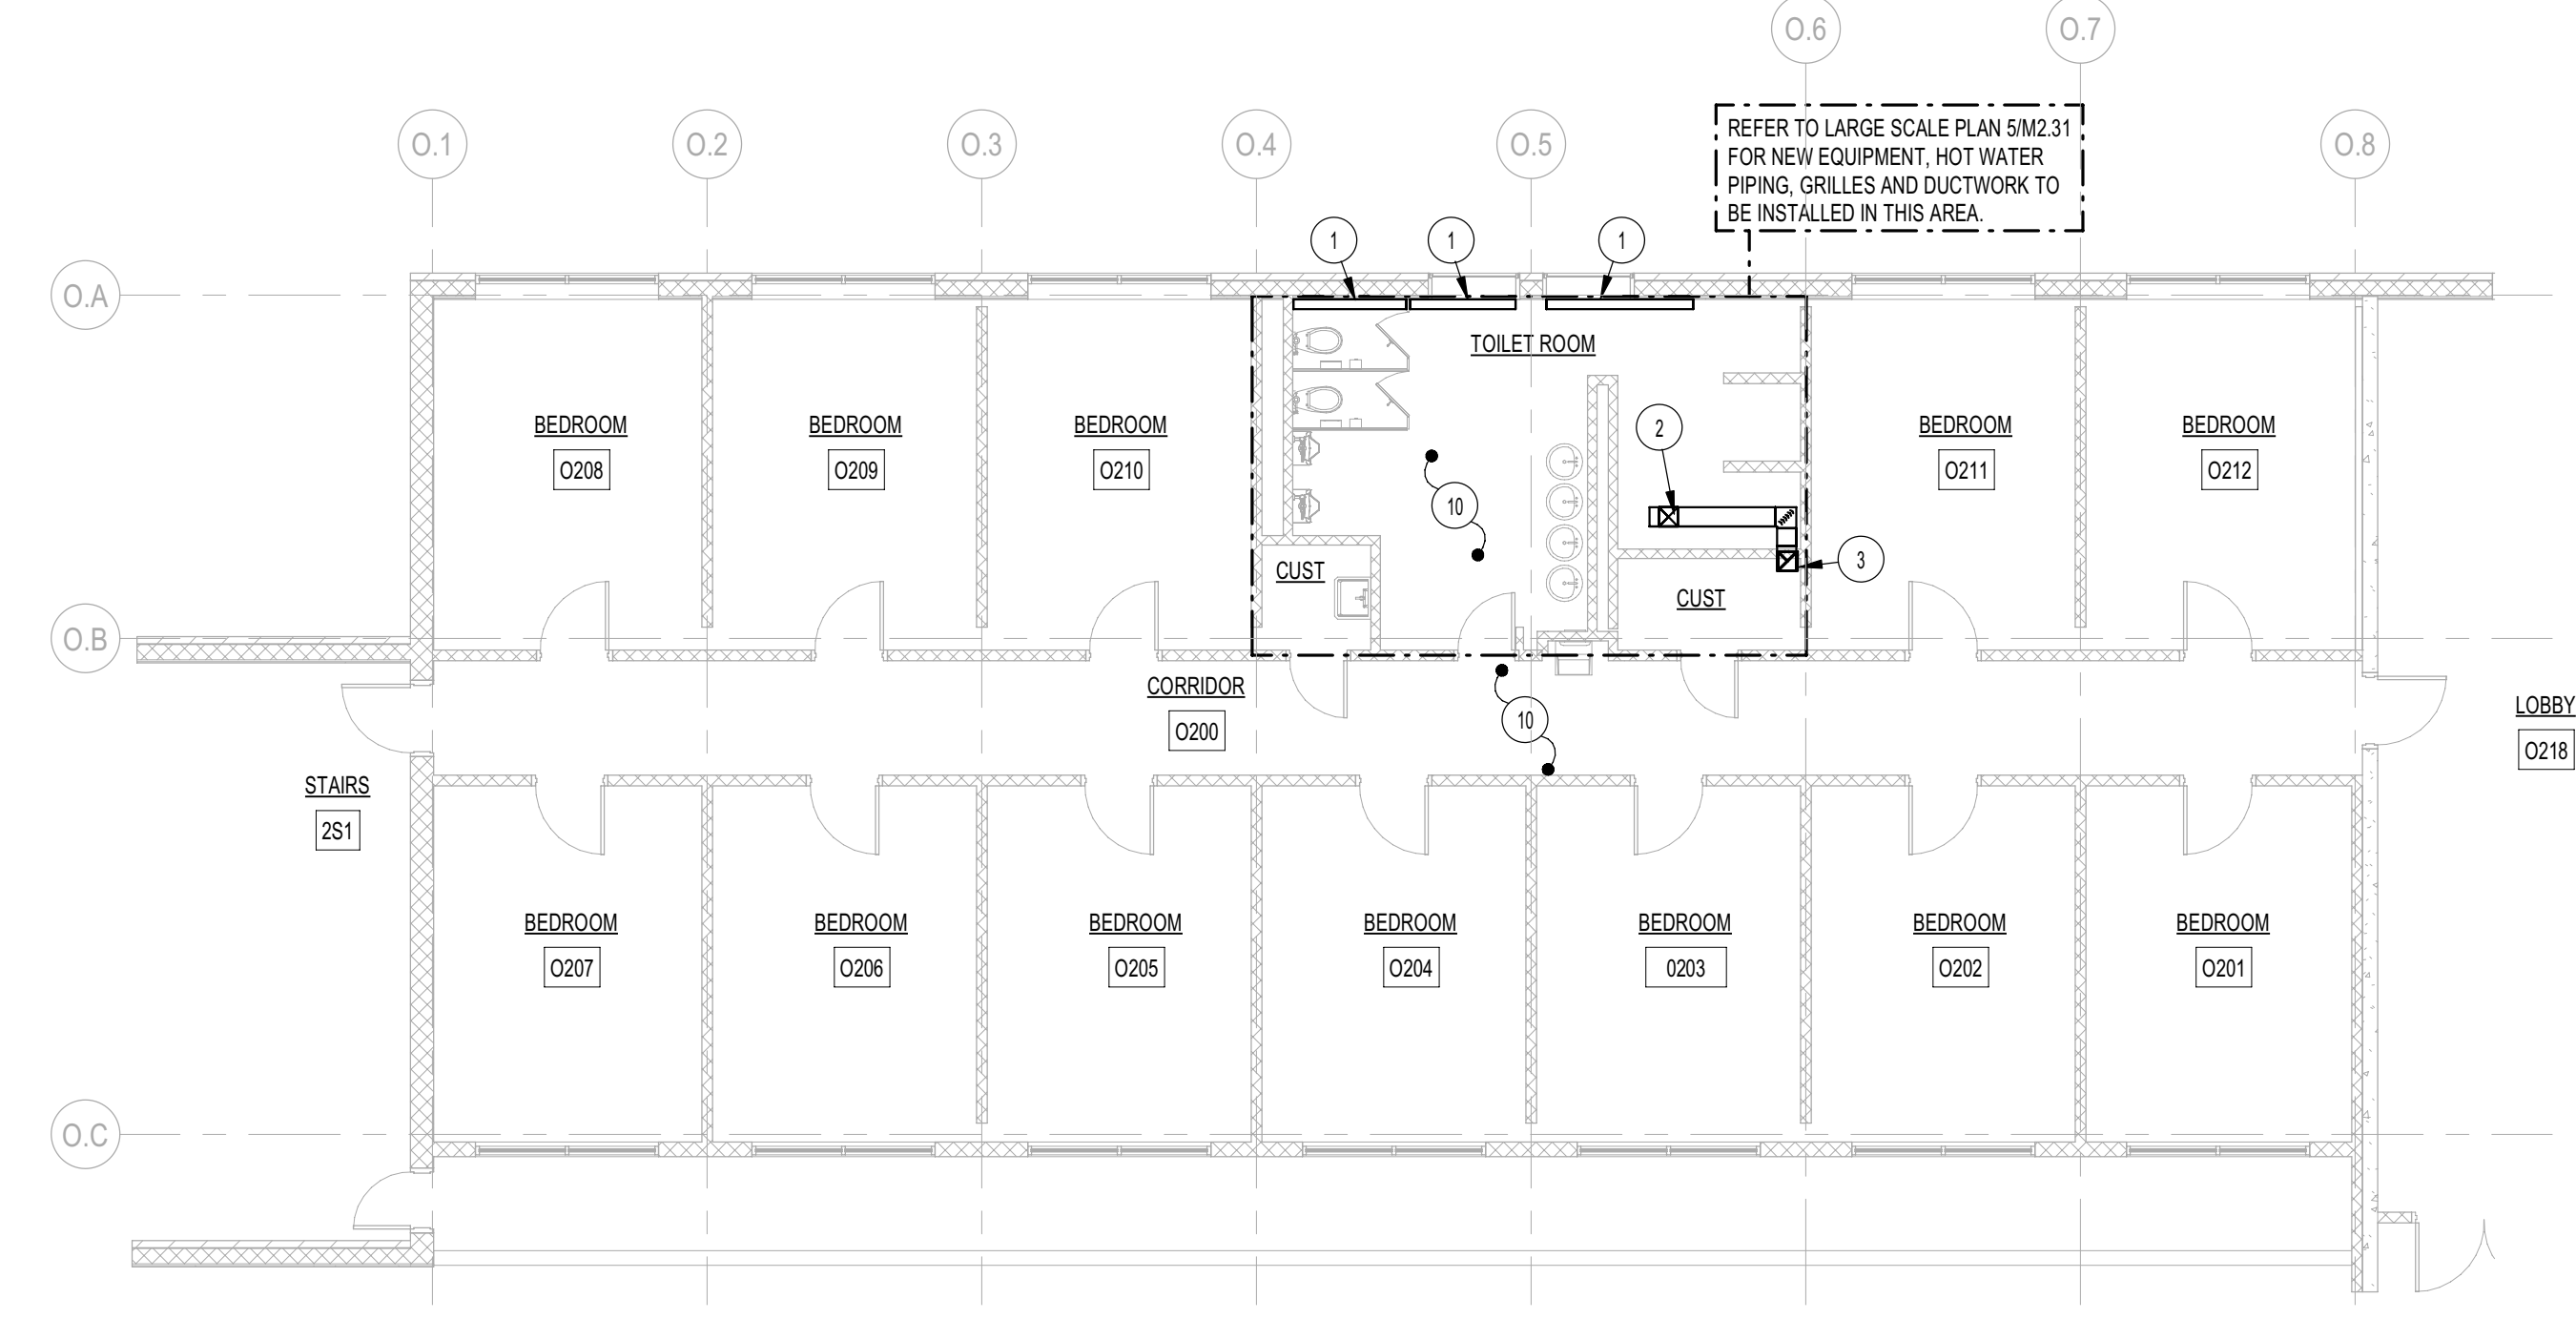 O.6
O.7
O.1
O.2
O.3
O.4
O.5
O.8
REFER TO LARGE SCALE PLAN 5/M2.31
FOR NEW EQUIPMENT, HOT WATER
PIPING, GRILLES AND DUCTWORK TO
BE INSTALLED IN THIS AREA.
1
1
1
O.A
TOILET ROOM
BEDROOM
O208
BEDROOM
O209
BEDROOM
O210
2
BEDROOM
O211
BEDROOM
O212
10
3
CUST
CUST
O.B
CORRIDOR
O200
10
LOBBY
O218
STAIRS
2S1
BEDROOM
O207
BEDROOM
O206
BEDROOM
O205
BEDROOM
O204
BEDROOM
0203
BEDROOM
O202
BEDROOM
O201
O.C